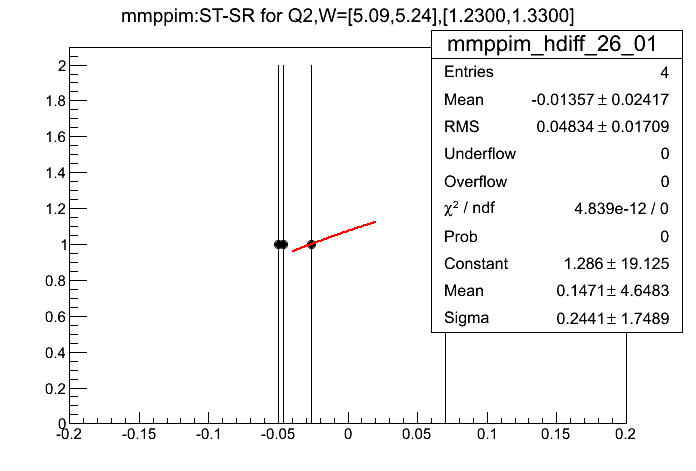 mmppim:ST-SR for Q2,W=[5.09,5.24],[1.2300,1.3300]
mmppim_hdiff_26_01
Entries 4
Mean -0.01357 ± 0.02417
RMS 0.04834 ± 0.01709
Underflow 0
Overflow 0
χ² / ndf 4.839e-12 / 0
Prob 0
Constant 1.286 ± 19.125
Mean 0.1471 ± 4.6483
Sigma 0.2441 ± 1.7489
2
1.8
1.6
1.4
1.2
1
0.8
0.6
0.4
0.2
0
-0.2 -0.15 -0.1 -0.05 0 0.05 0.1 0.15 0.2